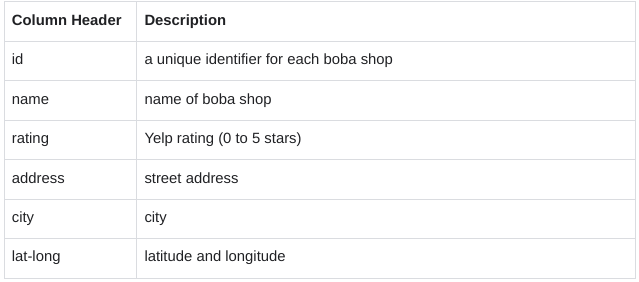 Column Header Description
id a unique identifier for each boba shop
name name of boba shop
rating Yelp rating (0 to 5 stars)
address street address
city city
lat-long latitude and longitude